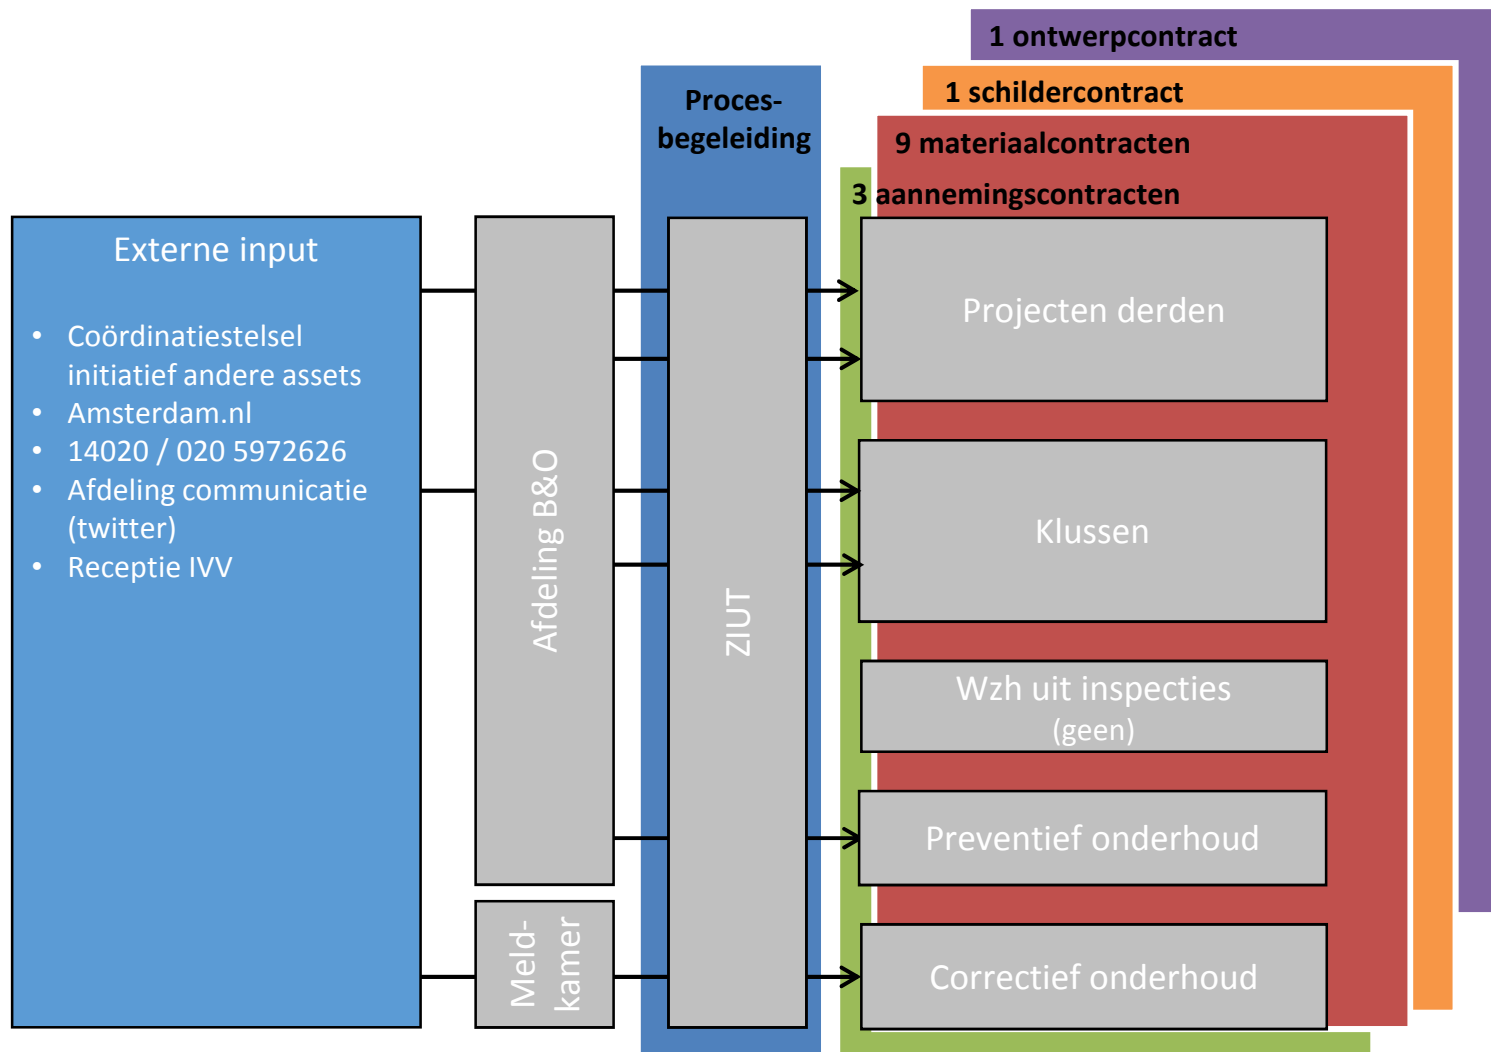 1 ontwerpcontract
1 schildercontract
9 materiaalcontracten
3 aannemingscontracten
Proces-
begeleiding
Externe input
• Coördinatiestelsel
initiatief andere assets
• Amsterdam.nl
• 14020 / 020 5972626
• Afdeling communicatie
(twitter)
• Receptie IVV
Afdeling B&O
Meld-
kamer
ZIUT
Projecten derden
Klussen
Wzh uit inspecties
(geen)
Preventief onderhoud
Correctief onderhoud